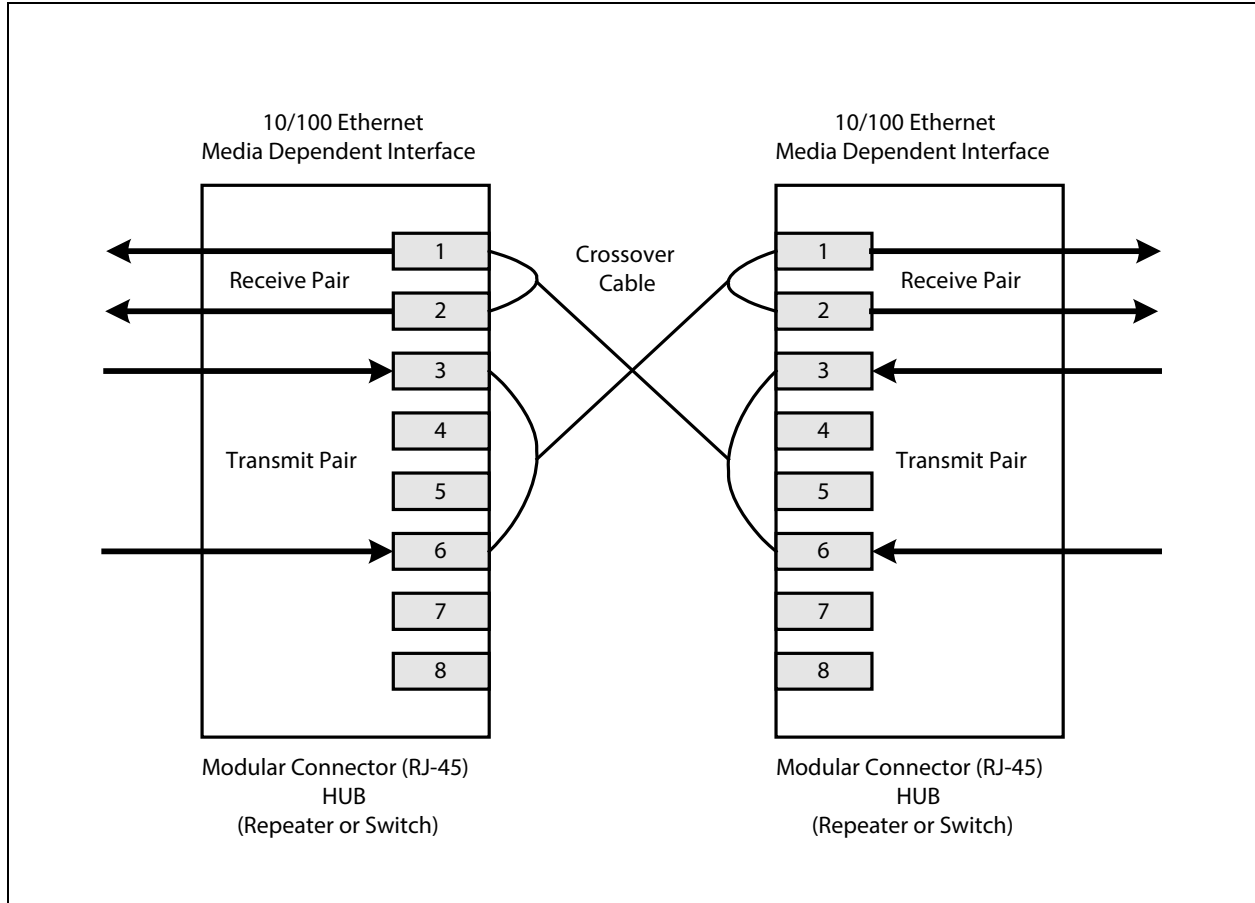 10/100 Ethernet
Media Dependent Interface
1
Receive Pair
2
3
4
Transmit Pair
5
6
7
8
Modular Connector (RJ-45)
HUB
(Repeater or Switch)
Crossover
Cable
10/100 Ethernet
Media Dependent Interface
1
Receive Pair
2
3
4
Transmit Pair
5
6
7
8
Modular Connector (RJ-45)
HUB
(Repeater or Switch)